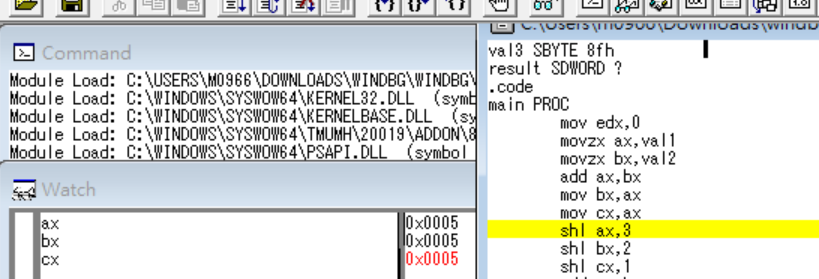 Command
Module Load: C:\USERS\M0966\DOWNLOADS\WINDBG\WINDBG\
Module Load: C:\WINDOWS\SYSWOW64\KERNEL32.DLL (symb
Module Load: C:\WINDOWS\SYSWOW64\KERNELBASE.DLL (sy
Module Load: C:\WINDOWS\SYSWOW64\TMUMH\20019\ADDON\8
Module Load: C:\WINDOWS\SYSWOW64\PSAPI.DLL (symbol
Watch
ax 0x0005
bx 0x0005
cx 0x0005
C:\Users\m0966\Downloads\windb
val3 SBYTE 8fh
result SDWORD ?
.code
main PROC
mov edx,0
movzx ax,val1
movzx bx,val2
add ax,bx
mov bx,ax
mov cx,ax
shl ax,3
shl bx,2
shl cx,1